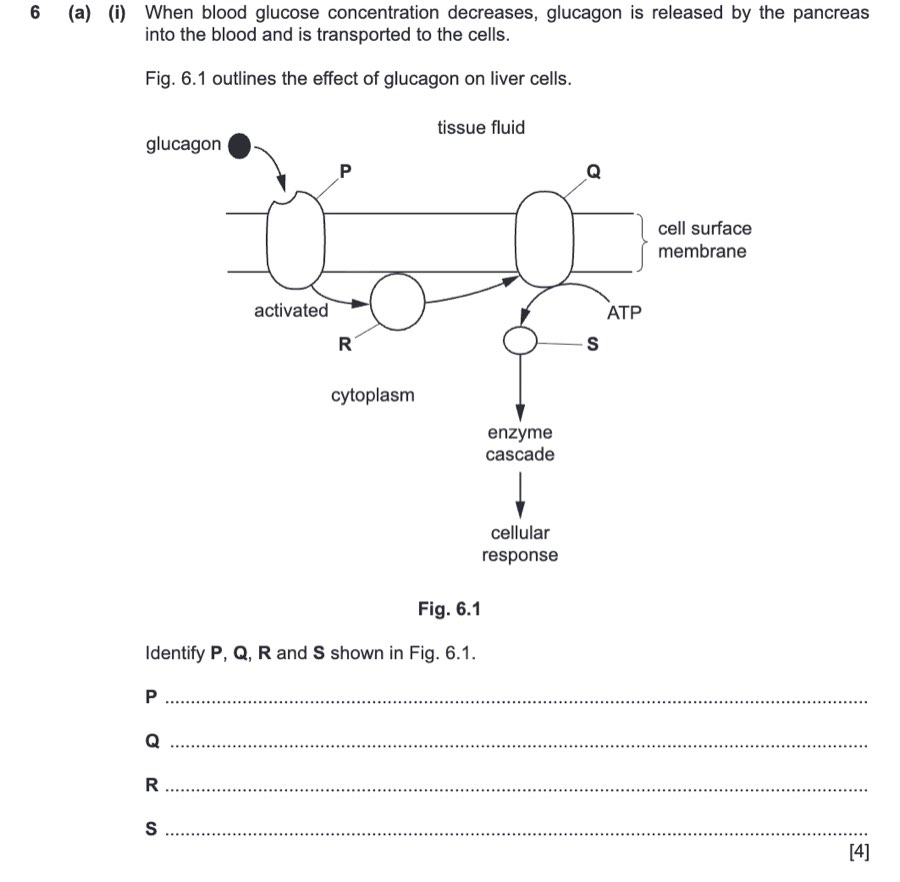 6 (a) (i) When blood glucose concentration decreases, glucagon is released by the pancreas
into the blood and is transported to the cells.
Fig. 6.1 outlines the effect of glucagon on liver cells.
tissue fluid
glucagon
P
Q
cell surface
membrane
activated
ATP
R
S
cytoplasm
enzyme
cascade
cellular
response
Fig. 6.1
Identify P, Q, R and S shown in Fig. 6.1.
P ........................................................................................................................
Q ........................................................................................................................
R ........................................................................................................................
S ........................................................................................................................
[4]